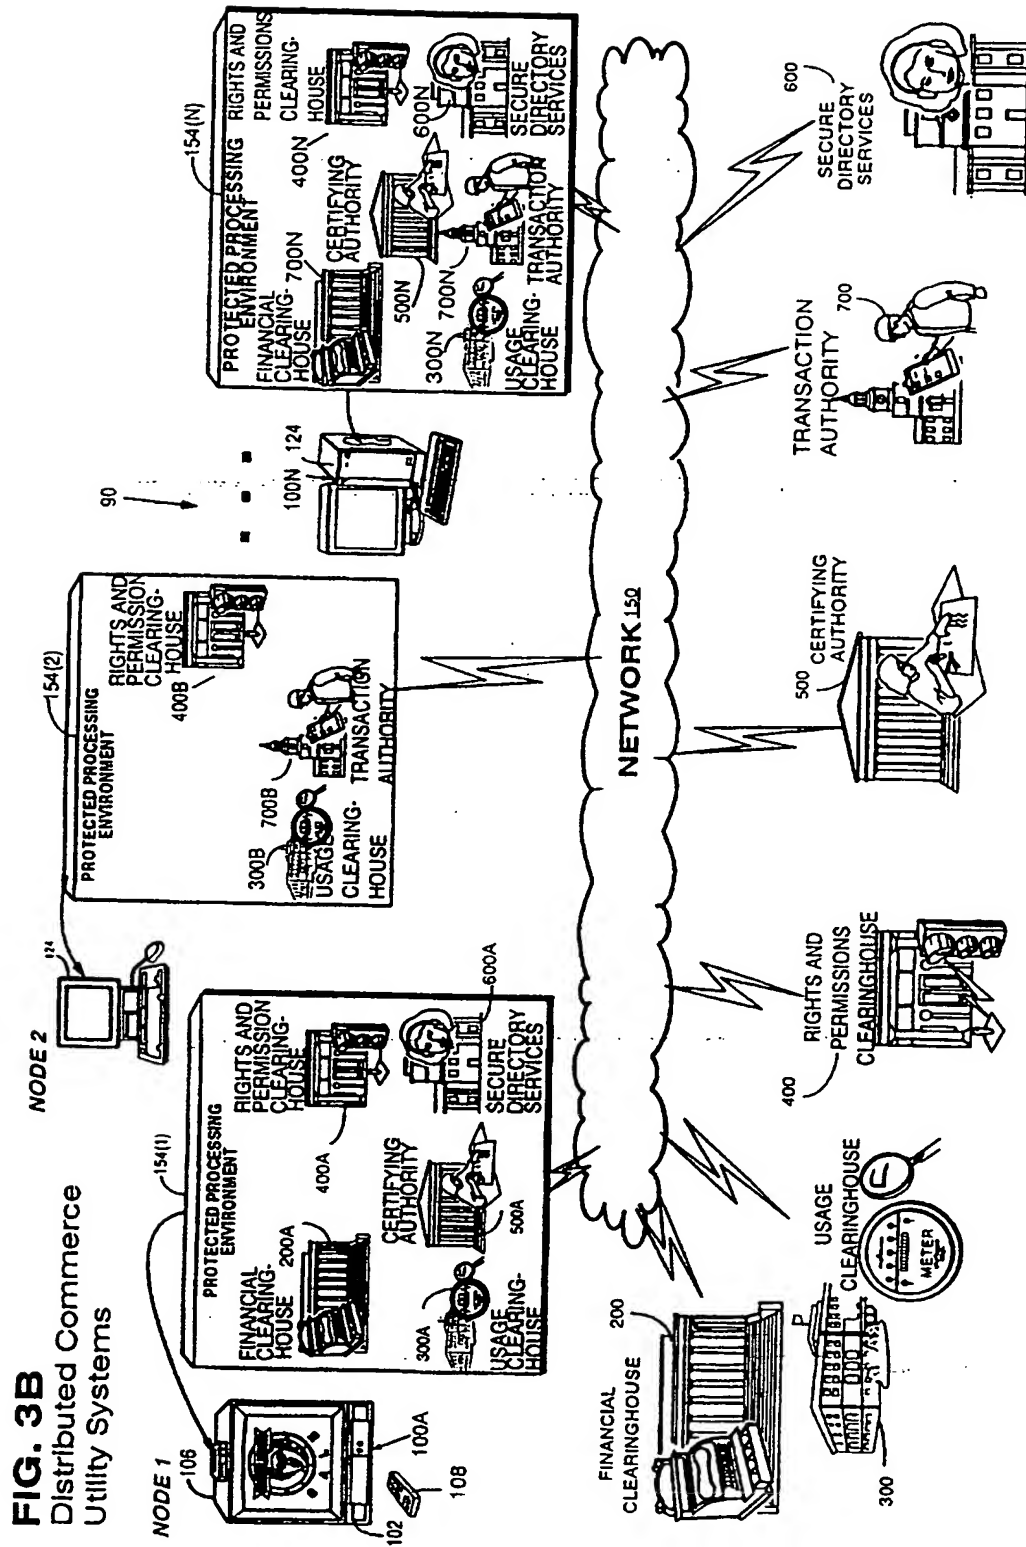 FIG. 3B
Distributed Commerce
Utility Systems
NODE 1
106
102
100A
108
154(1)
PROTECTED PROCESSING
ENVIRONMENT
FINANCIAL
CLEARING-
HOUSE
200A
RIGHTS AND
PERMISSION
CLEARING-
HOUSE
400A
300A
USAGE
CLEARING-
HOUSE
CERTIFYING
AUTHORITY
500A
SECURE
DIRECTORY
SERVICES
600A
NODE 2
124
154(2)
PROTECTED PROCESSING
ENVIRONMENT
RIGHTS AND
PERMISSION
CLEARING-
HOUSE
400B
300B
USAGE
CLEARING-
HOUSE
700B
TRANSACTION
AUTHORITY
90
100N
124
154(N)
PROTECTED PROCESSING
ENVIRONMENT
FINANCIAL
CLEARING-
HOUSE
700N
CERTIFYING
AUTHORITY
500N
RIGHTS AND
PERMISSIONS
CLEARING-
HOUSE
400N
300N
USAGE
CLEARING-
HOUSE
700N
TRANSACTION
AUTHORITY
600N
SECURE
DIRECTORY
SERVICES
NETWORK 150
FINANCIAL
CLEARINGHOUSE
200
300
USAGE
CLEARINGHOUSE
METER
400
RIGHTS AND
PERMISSIONS
CLEARINGHOUSE
500
CERTIFYING
AUTHORITY
TRANSACTION
AUTHORITY
700
SECURE
DIRECTORY
SERVICES
600